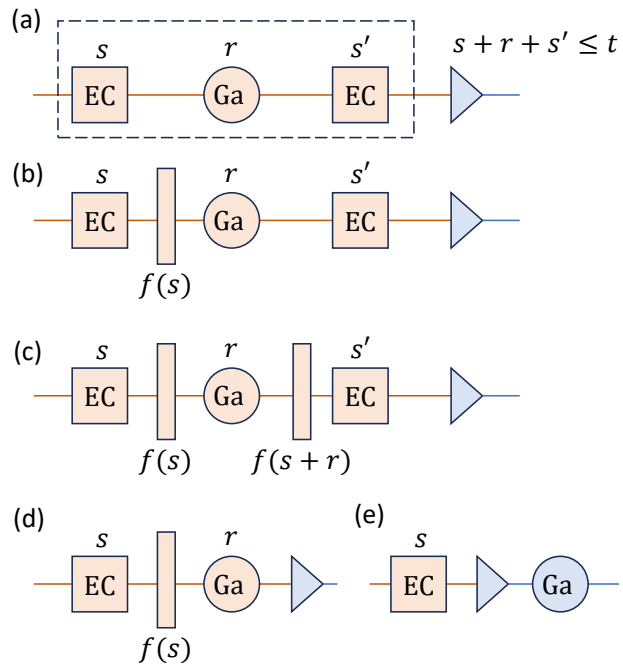 (a)
s r s′ s + r + s′ ≤ t
EC Ga EC
(b)
s r s′
EC Ga EC
f(s)
(c)
s r s′
EC Ga EC
f(s) f(s + r)
(d) (e)
s r s
EC Ga EC Ga
f(s)